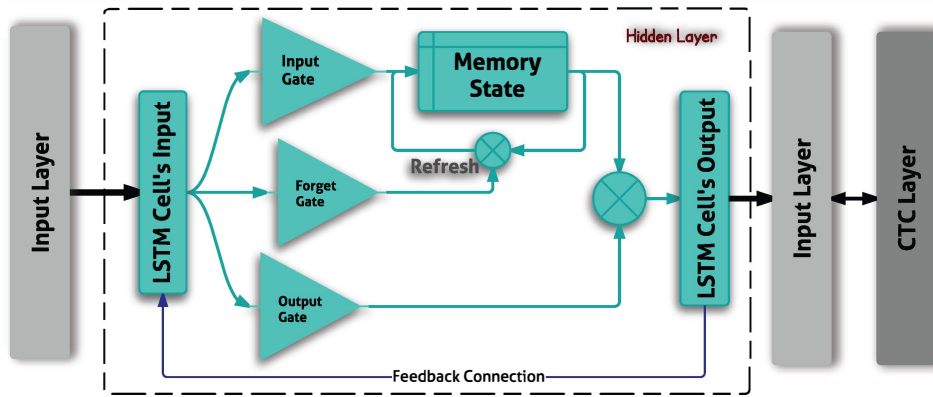 Hidden Layer
Input Layer
LSTM Cell's Input
Input
Gate
Memory
State
Refresh
Forget
Gate
Output
Gate
LSTM Cell's Output
Input Layer
CTC Layer
Feedback Connection